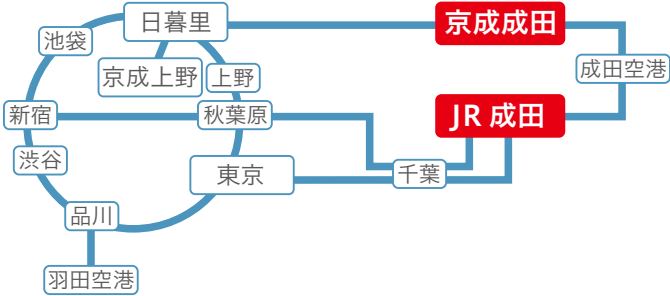 日暮里
京成成田
池袋
京成上野
上野
成田空港
新宿
秋葉原
JR 成田
渋谷
東京
千葉
品川
羽田空港